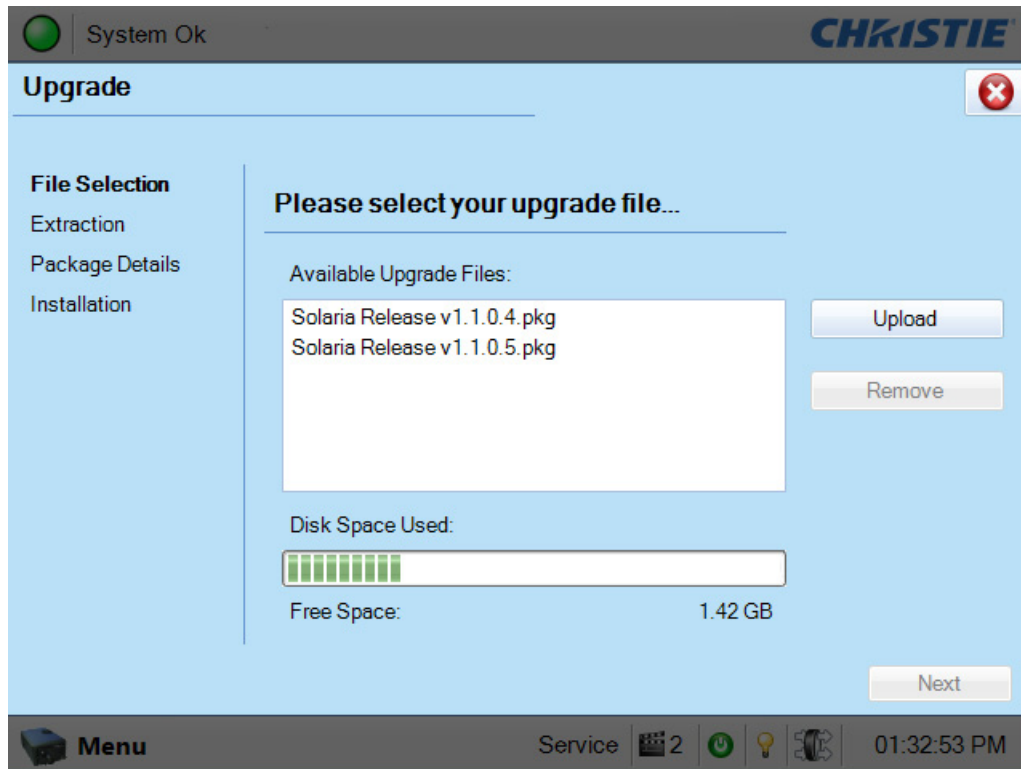 System Ok
CHRISTIE
Upgrade
File Selection
Extraction
Package Details
Installation
Please select your upgrade file...
Available Upgrade Files:
Solaria Release v1.1.0.4.pkg
Solaria Release v1.1.0.5.pkg
Upload
Remove
Disk Space Used:
Free Space: 1.42 GB
Next
Menu Service 2 01:32:53 PM